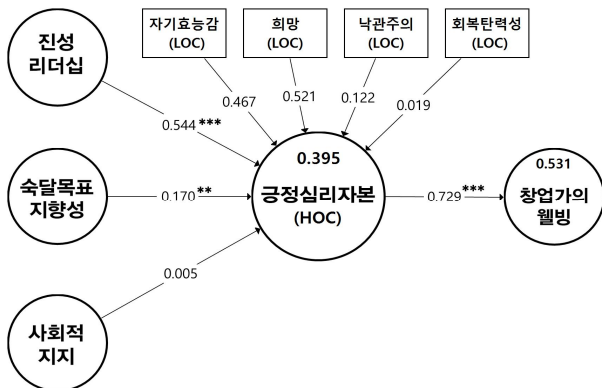 진성
리더십
자기효능감
(LOC)
희망
(LOC)
낙관주의
(LOC)
회복탄력성
(LOC)
0.467
0.521
0.122
0.019
0.544 ***
숙달목표
지향성
0.170 **
0.395
긍정심리자본
(HOC)
0.729 ***
0.531
창업가의
웰빙
0.005
사회적
지지